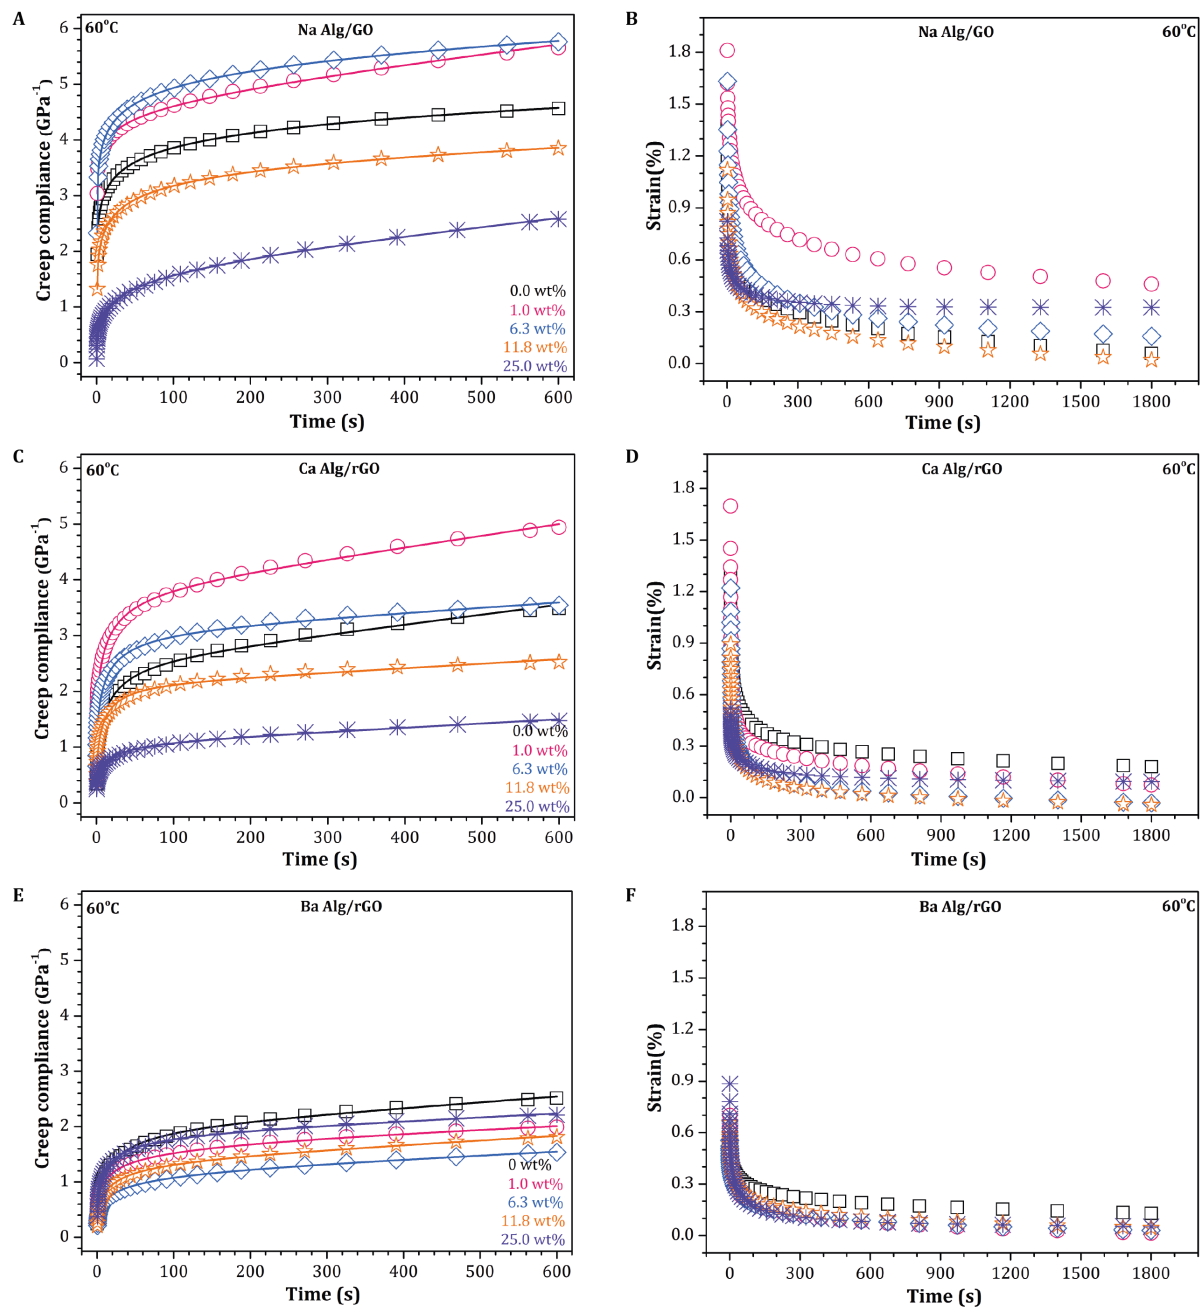 A
60°C
Na Alg/GO
6
5
4
3
2
1
0
Creep compliance (GPa-1)
0.0 wt%
1.0 wt%
6.3 wt%
11.8 wt%
25.0 wt%
0 100 200 300 400 500 600
Time (s)
B
Na Alg/GO
60°C
1.8
1.5
1.2
0.9
0.6
0.3
0.0
Strain(%)
0 300 600 900 1200 1500 1800
Time (s)
C
60°C
Ca Alg/rGO
6
5
4
3
2
1
0
Creep compliance (GPa-1)
0.0 wt%
1.0 wt%
6.3 wt%
11.8 wt%
25.0 wt%
0 100 200 300 400 500 600
Time (s)
D
Ca Alg/rGO
60°C
1.8
1.5
1.2
0.9
0.6
0.3
0.0
Strain(%)
0 300 600 900 1200 1500 1800
Time (s)
E
60°C
Ba Alg/rGO
6
5
4
3
2
1
0
Creep compliance (GPa-1)
0 wt%
1.0 wt%
6.3 wt%
11.8 wt%
25.0 wt%
0 100 200 300 400 500 600
Time (s)
F
Ba Alg/rGO
60°C
1.8
1.5
1.2
0.9
0.6
0.3
0.0
Strain(%)
0 300 600 900 1200 1500 1800
Time (s)